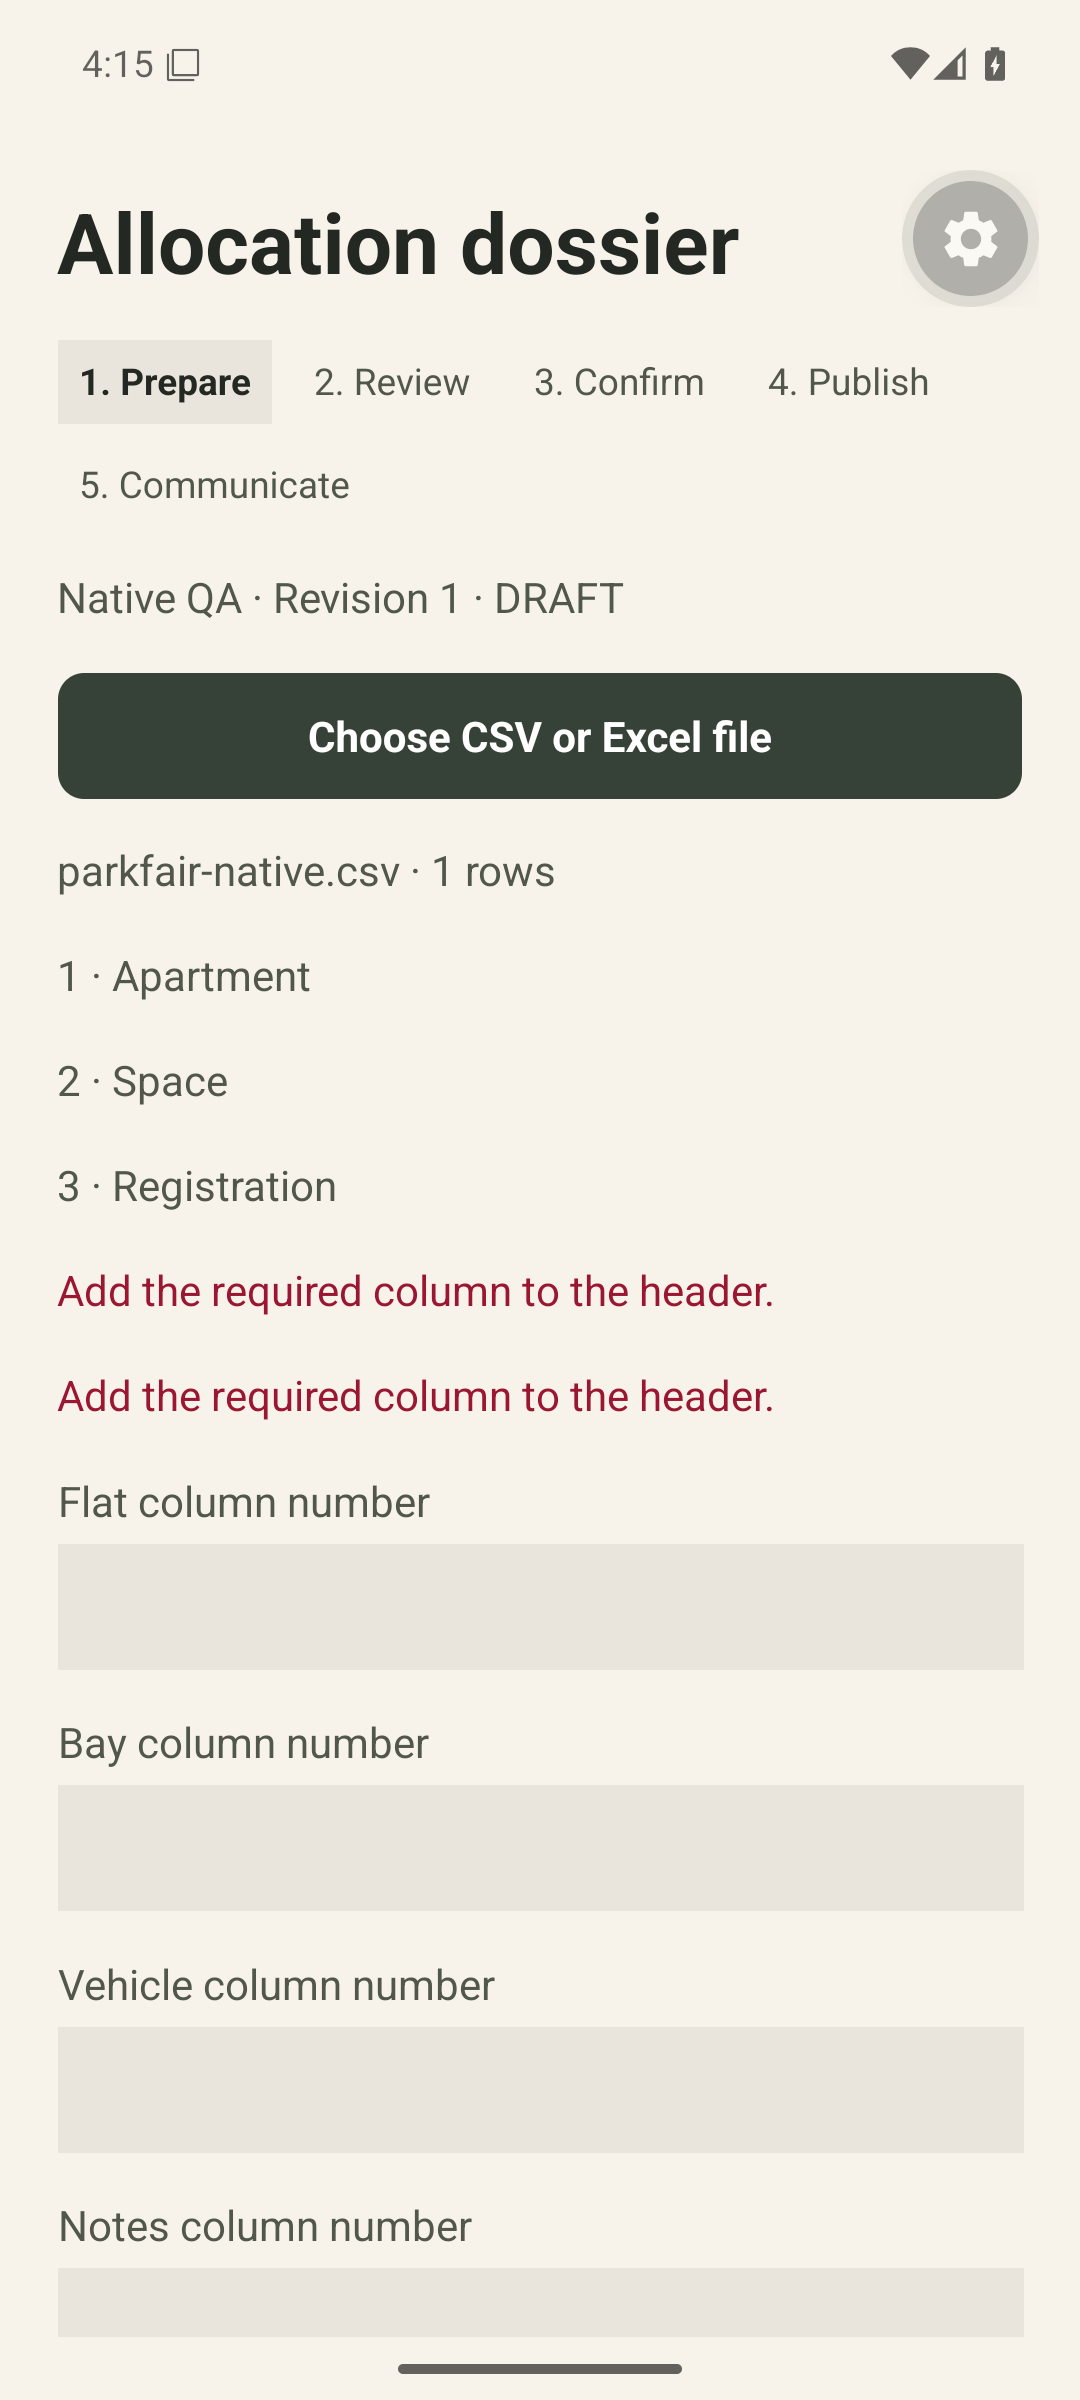 4:15
Allocation dossier
1. Prepare
2. Review
3. Confirm
4. Publish
5. Communicate
Native QA · Revision 1 · DRAFT
Choose CSV or Excel file
parkfair-native.csv · 1 rows
1 · Apartment
2 · Space
3 · Registration
Add the required column to the header.
Add the required column to the header.
Flat column number
Bay column number
Vehicle column number
Notes column number